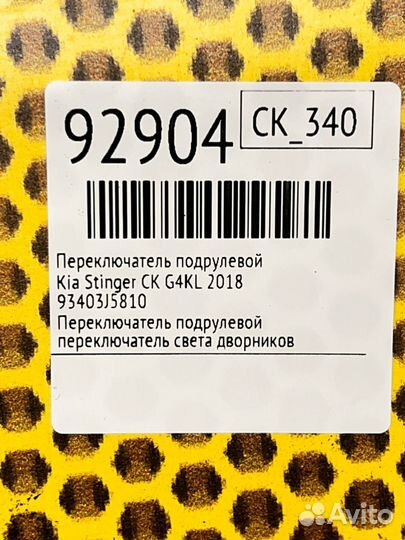 92904
CK_340
Переключатель подрулевой
Kia Stinger CK G4KL 2018
93403J5810
Переключатель подрулевой
переключатель света дворников
Avito